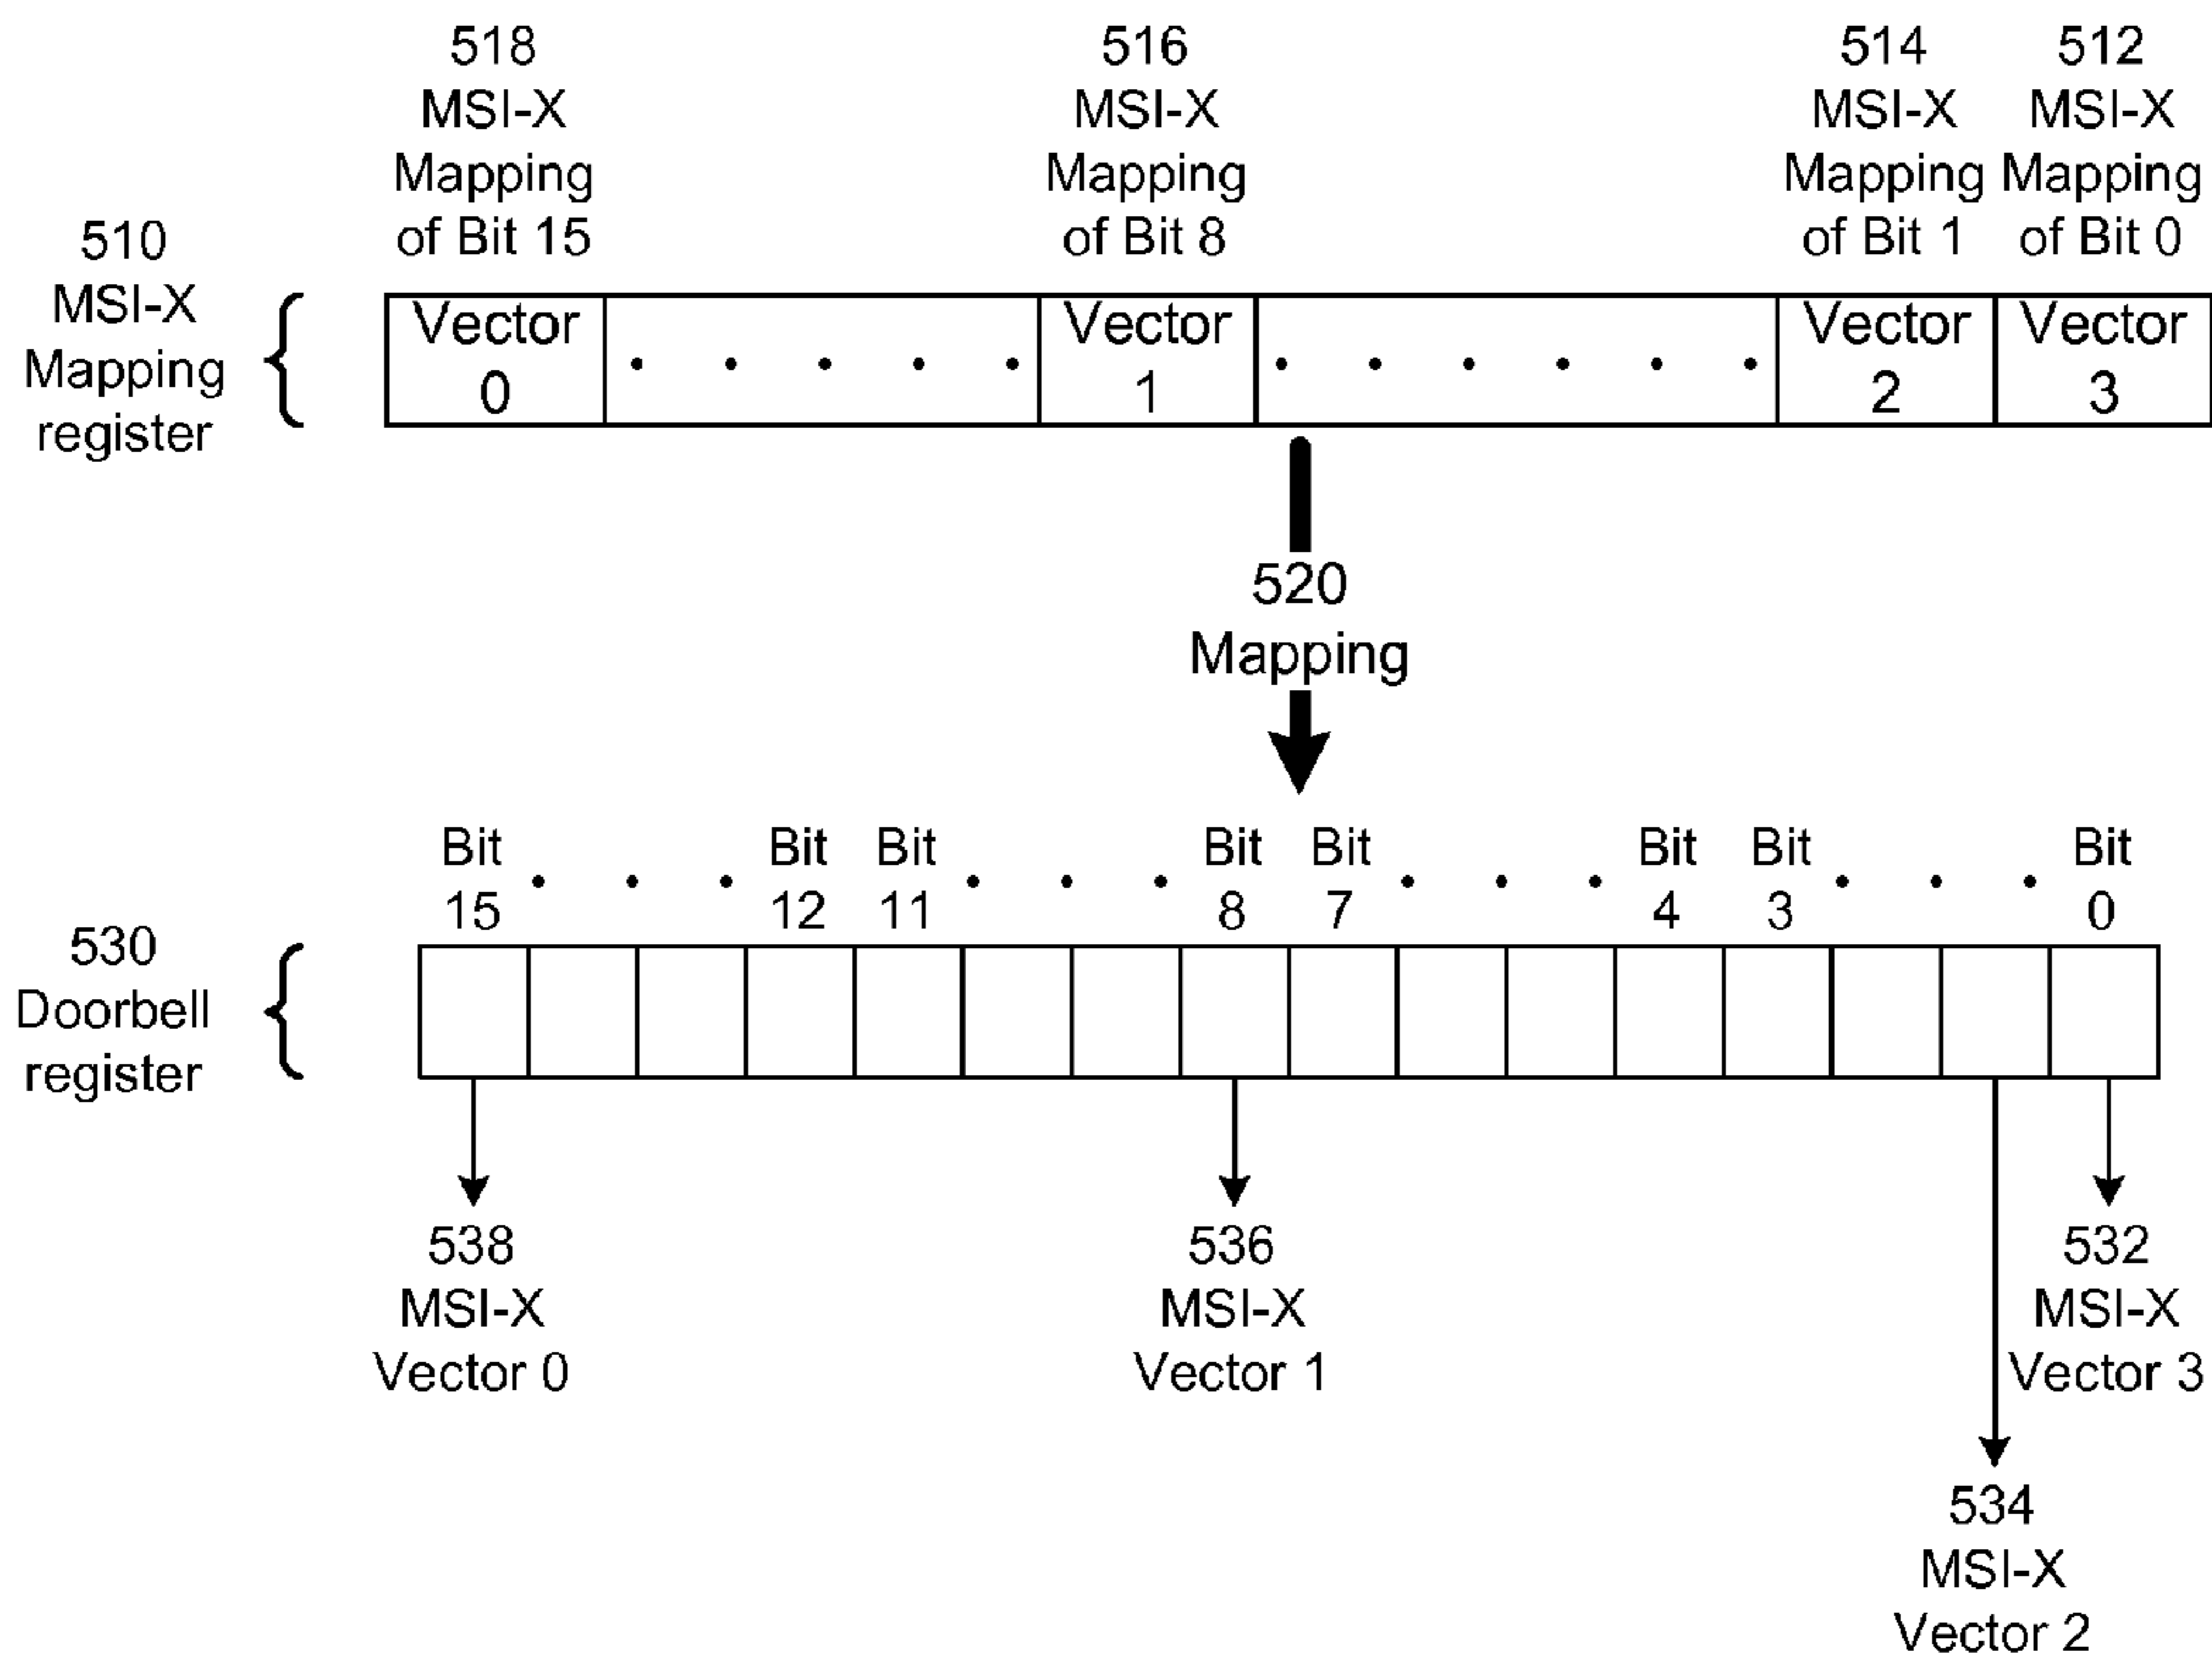 518
MSI-X
Mapping
of Bit 15
516
MSI-X
Mapping
of Bit 8
514
MSI-X
Mapping
of Bit 1
512
MSI-X
Mapping
of Bit 0
510
MSI-X
Mapping
register
Vector
0
Vector
1
Vector
2
Vector
3
520
Mapping
Bit
15
Bit
12
Bit
11
Bit
8
Bit
7
Bit
4
Bit
3
Bit
0
530
Doorbell
register
538
MSI-X
Vector 0
536
MSI-X
Vector 1
532
MSI-X
Vector 3
534
MSI-X
Vector 2